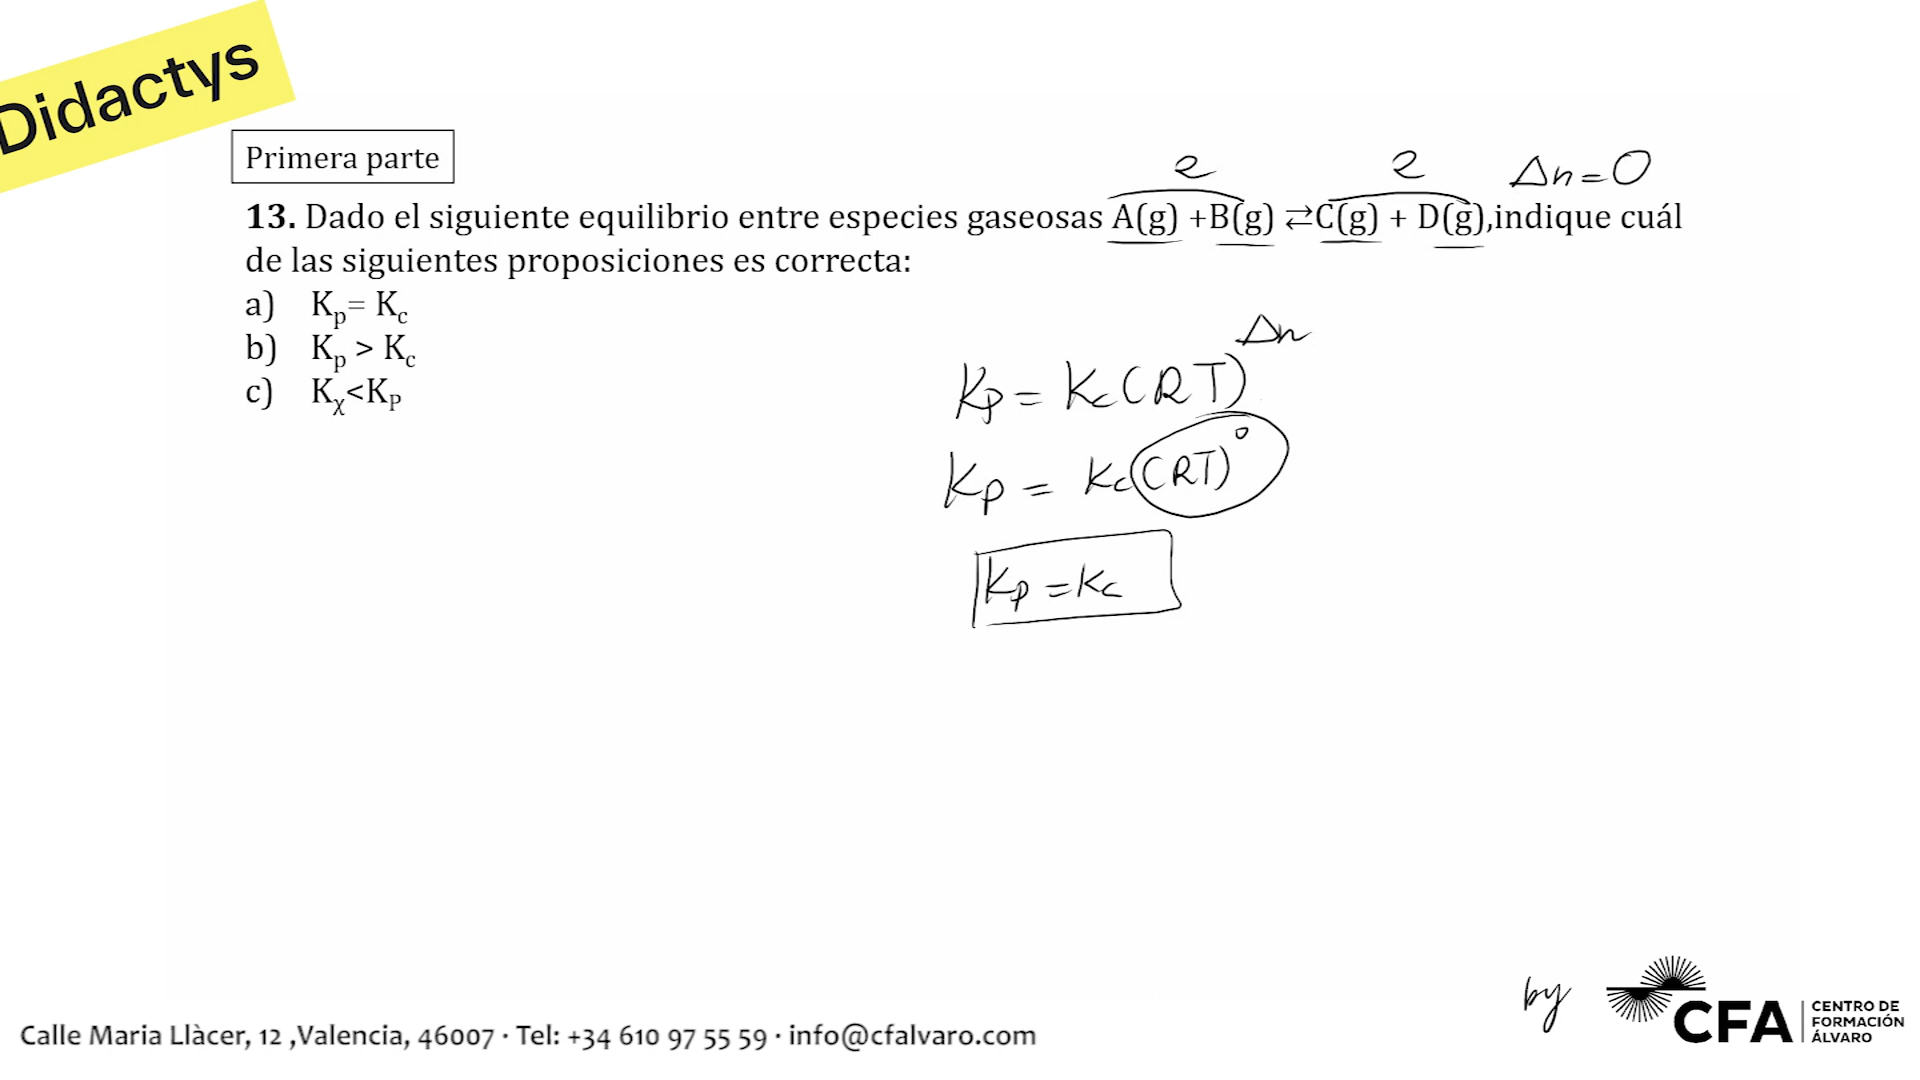 Didactys
Primera parte
2 2 Δn=0
13. Dado el siguiente equilibrio entre especies gaseosas A(g) +B(g) ⇄C(g) + D(g),indique cuál
de las siguientes proposiciones es correcta:
a) Kp= Kc
b) Kp > Kc
c) Kχ<KP
Kp = Kc (RT)^Δn
Kp = Kc (RT)^0
Kp = Kc
by
CFA
CENTRO DE
FORMACIÓN
ÁLVARO
Calle Maria Llàcer, 12 ,Valencia, 46007 · Tel: +34 610 97 55 59 · info@cfalvaro.com